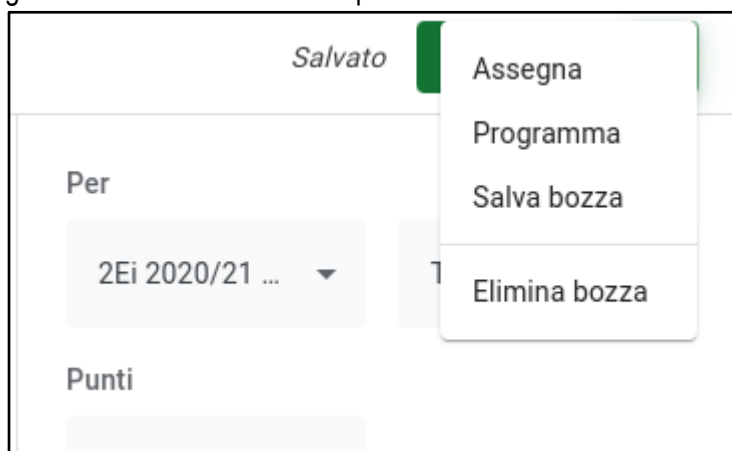 Salvato
Assegna
Programma
Salva bozza
Elimina bozza
Per
2Ei 2020/21 ...
Punti